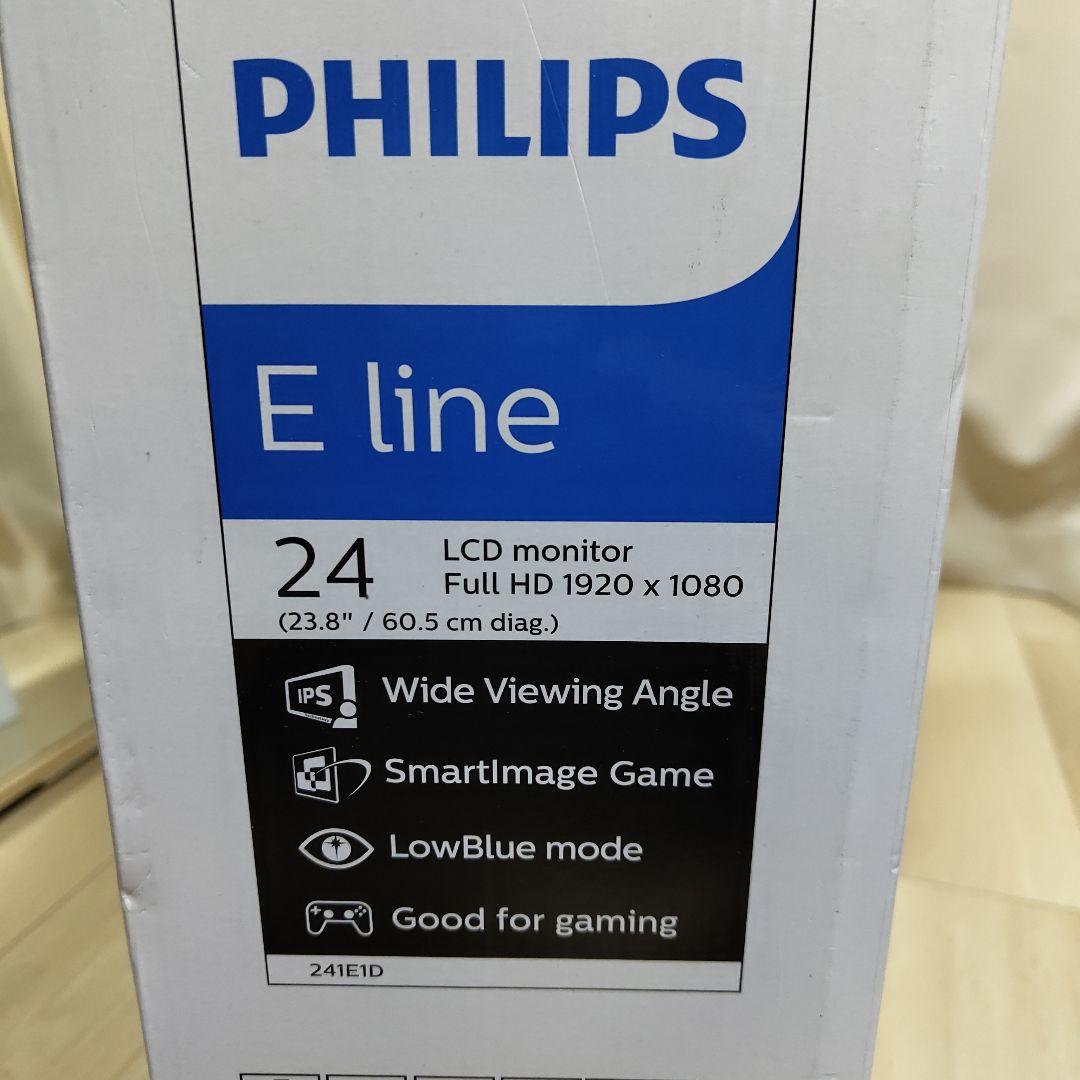 PHILIPS
E line
24
LCD monitor
Full HD 1920 x 1080
(23.8" / 60.5 cm diag.)
IPS
Wide Viewing Angle
SmartImage Game
LowBlue mode
Good for gaming
241E1D